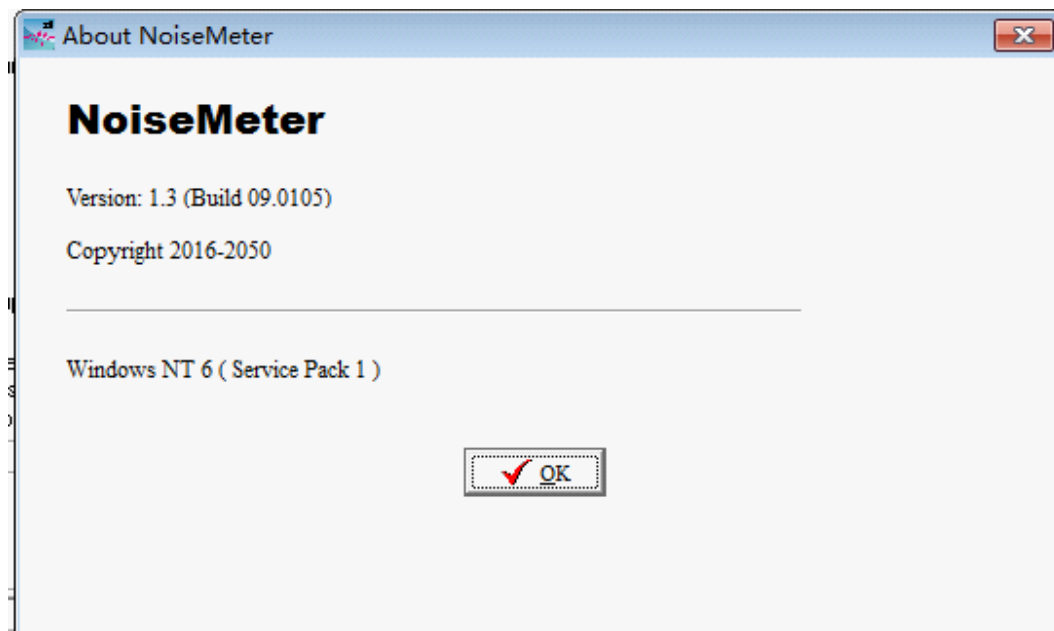 About NoiseMeter
NoiseMeter
Version: 1.3 (Build 09.0105)
Copyright 2016-2050
Windows NT 6 ( Service Pack 1 )
OK